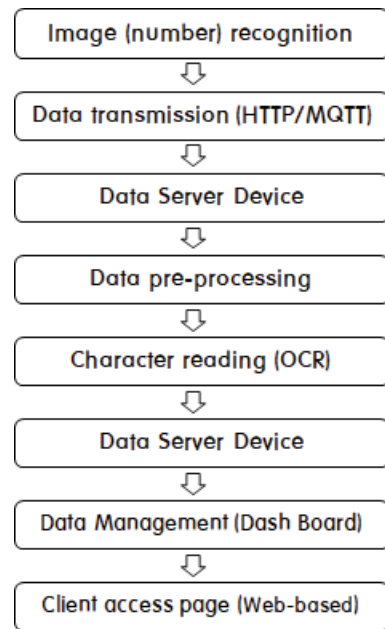 Image (number) recognition
Data transmission (HTTP/MQTT)
Data Server Device
Data pre-processing
Character reading (OCR)
Data Server Device
Data Management (Dash Board)
Client access page (Web-based)